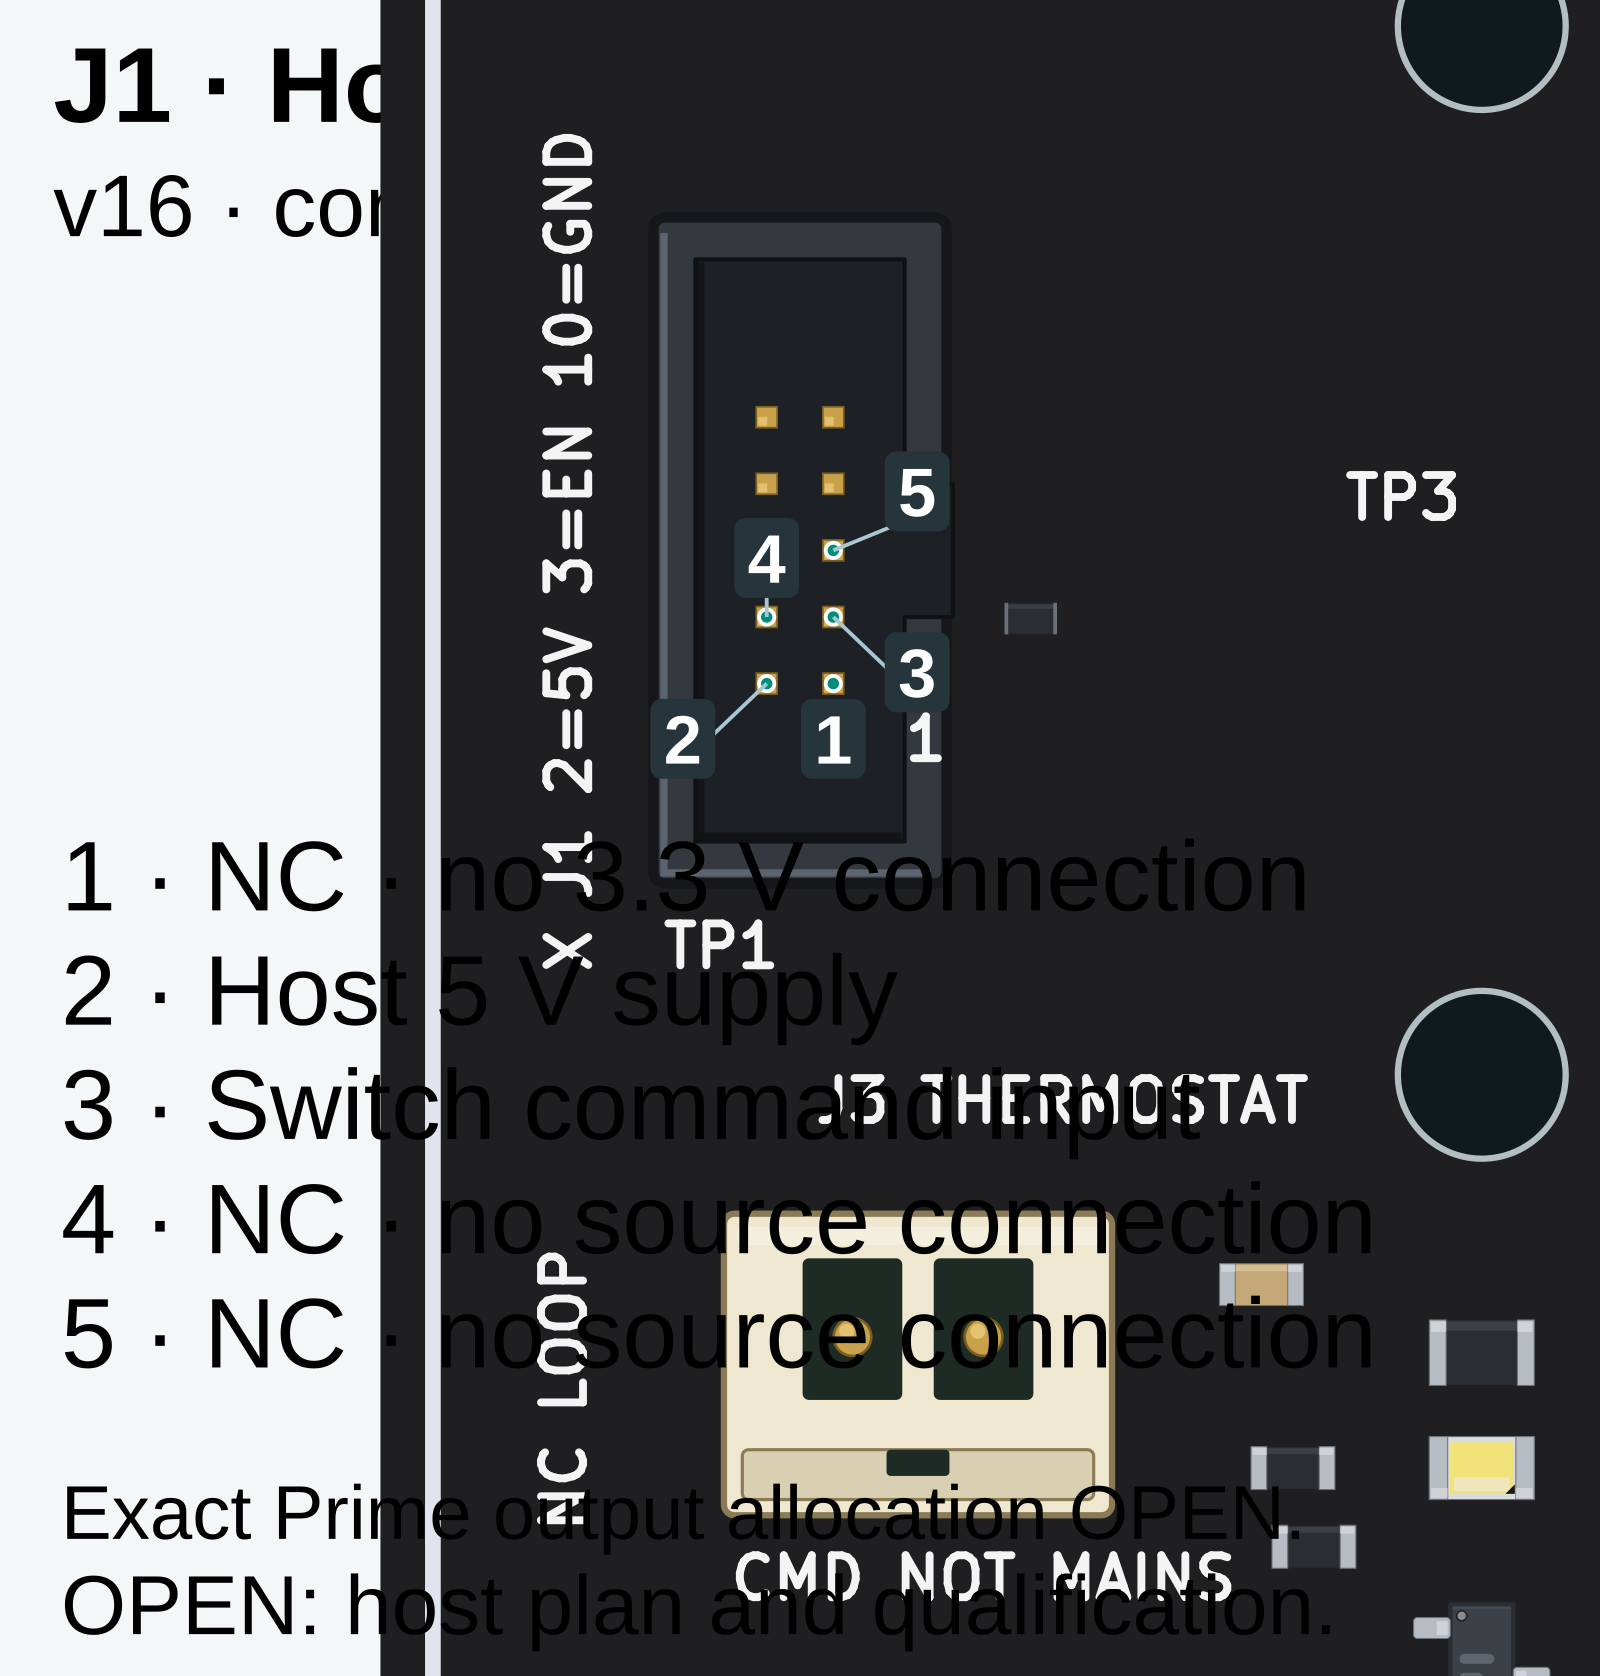 J1 · Ho
v16 · cor
X J1 2=5V 3=EN 10=GND
5
4
3
2
1
1
TP3
1 · NC · no 3.3 V connection
TP1
2 · Host 5 V supply
3 · Switch command input
J3 THERMOSTAT
4 · NC · no source connection
5 · NC · no source connection
NC LOOP
Exact Prime output allocation OPEN.
CMD NOT MAINS
OPEN: host plan and qualification.